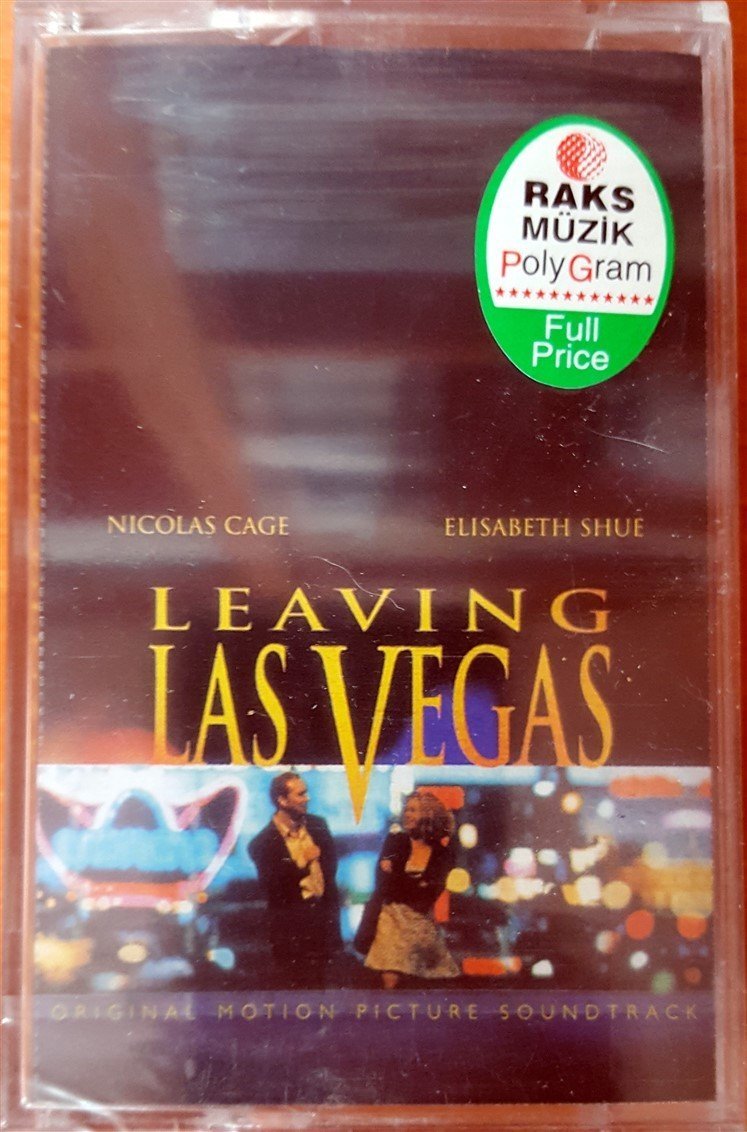 RAKS
MÜZİK
PolyGram
Full
Price
NICOLAS CAGE ELISABETH SHUE
LEAVING
LAS VEGAS
ORIGINAL MOTION PICTURE SOUNDTRACK